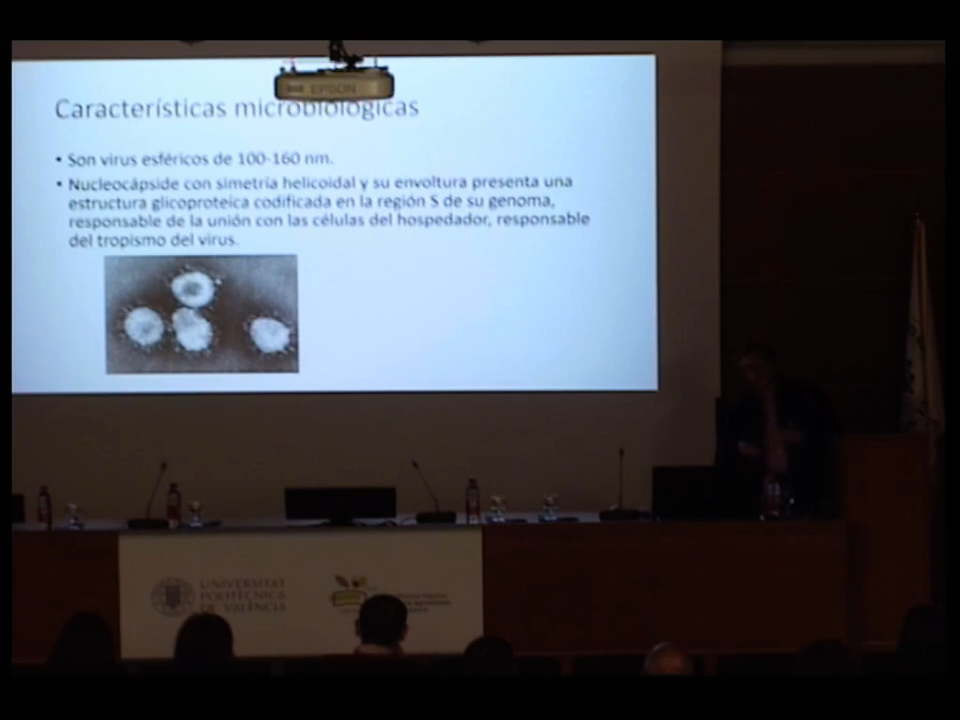 EPSON
Características microbiológicas
• Son virus esféricos de 100-160 nm.
• Nucleocápside con simetría helicoidal y su envoltura presenta una
estructura glicoproteica codificada en la región S de su genoma,
responsable de la unión con las células del hospedador, responsable
del tropismo del virus.
UNIVERSITAT
POLITÈCNICA
DE VALÈNCIA